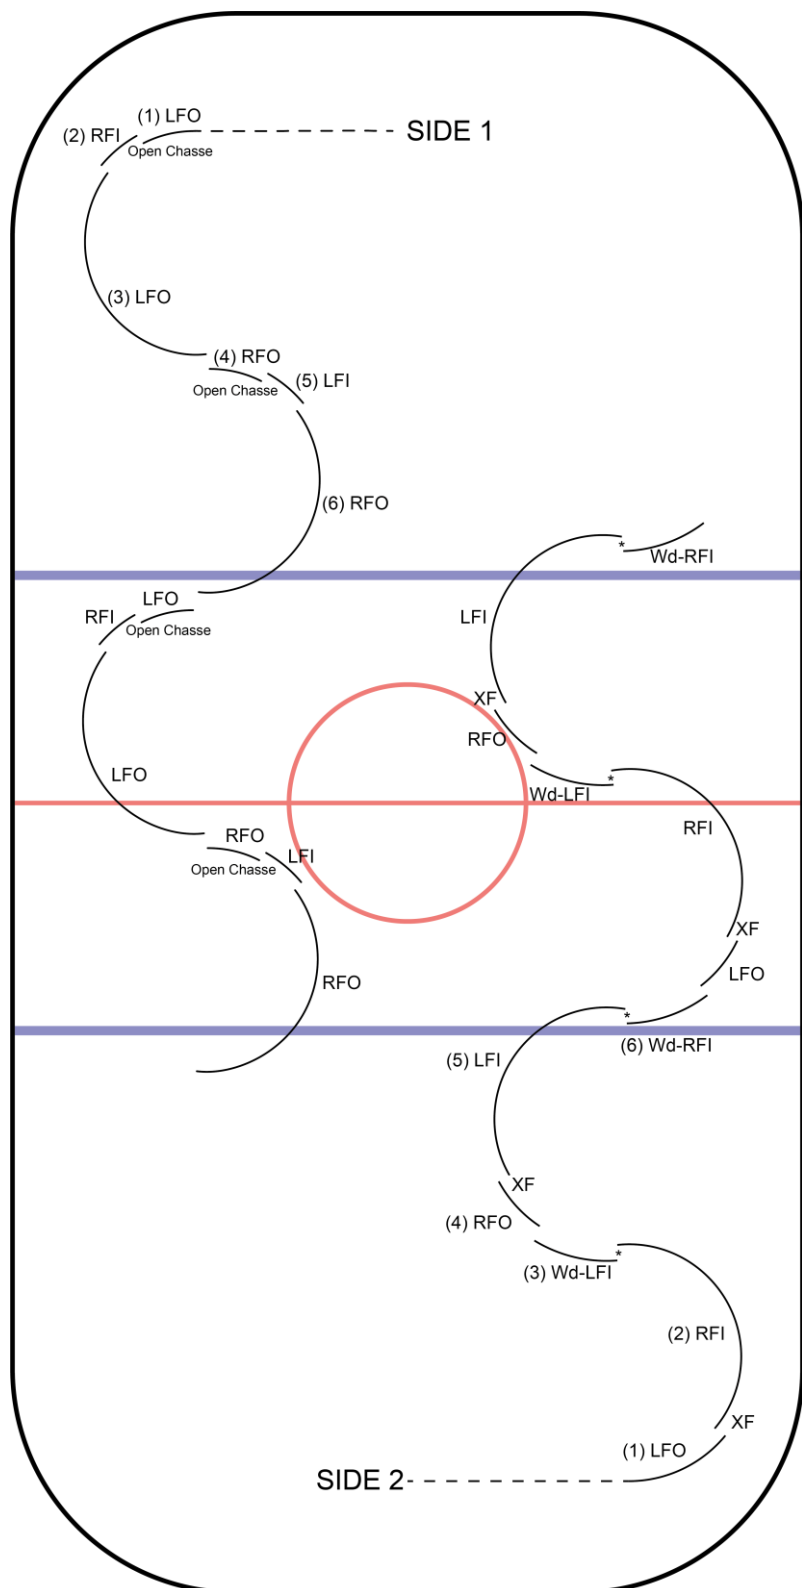 (1) LFO
SIDE 1
(2) RFI
Open Chasse
(3) LFO
(4) RFO
(5) LFI
Open Chasse
(6) RFO
LFO
RFI
Open Chasse
LFO
RFO
LFI
Open Chasse
RFO
*
Wd-RFI
LFI
XF
RFO
*
Wd-LFI
RFI
XF
LFO
*
(6) Wd-RFI
(5) LFI
XF
(4) RFO
*
(3) Wd-LFI
(2) RFI
XF
(1) LFO
SIDE 2